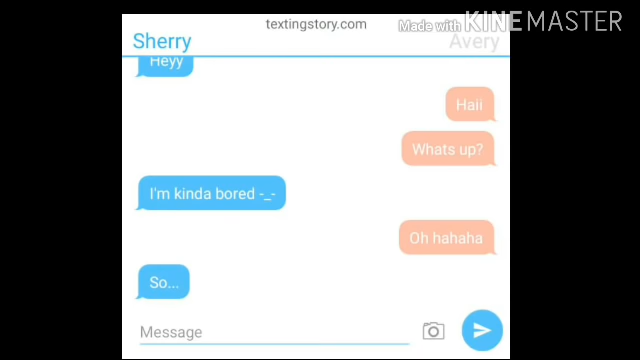 textingstory.com
Made with KINEMASTER
Sherry
Avery
Heyy
Haii
Whats up?
I'm kinda bored -_-
Oh hahaha
So...
Message